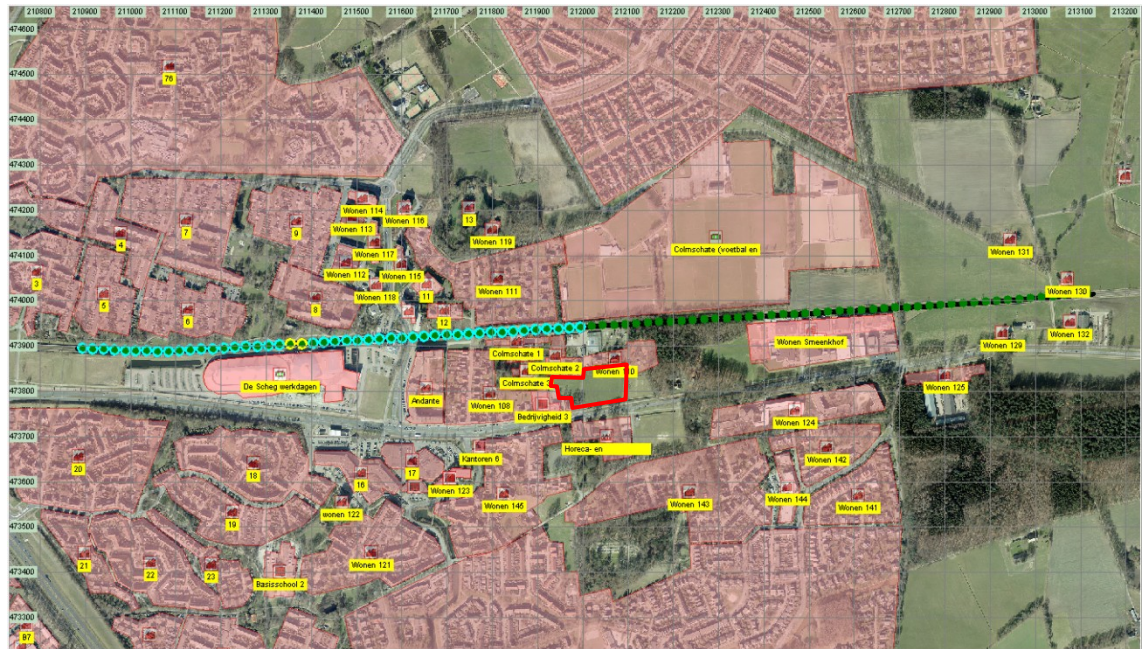 210800 210900 211000 211100 211200 211300 211400 211500 211600 211700 211800 211900 212000 212100 212200 212300 212400 212500 212600 212700 212800 212900 213000 213100 213200
474600
76
474500
474400
474300
474200
Wonen 114
Wonen 116
13
7
9
Wonen 113
4
Wonen 119
474100
Wonen 117
Colmschate (voetbal en
Wonen 131
Wonen 112
Wonen 115
3
Wonen 111
Wonen 130
474000
5
11
Wonen 118
8
6
12
Wonen 132
Wonen Smeenkhof
Wonen 129
473900
Colmschate 1
Colmschate 2
Wonen 1 0
De Scheg werkdagen
Colmschate 3
Wonen 125
473800
Andante
Wonen 108
Bedrijvigheid 3
Wonen 124
473700
Horeca- en
Kantoren 6
Wonen 142
20
17
18
16
Wonen 123
473600
Wonen 144
Wonen 145
Wonen 143
Wonen 141
wonen 122
19
473500
21
Wonen 121
22
23
473400
Basisschool 2
473300
87